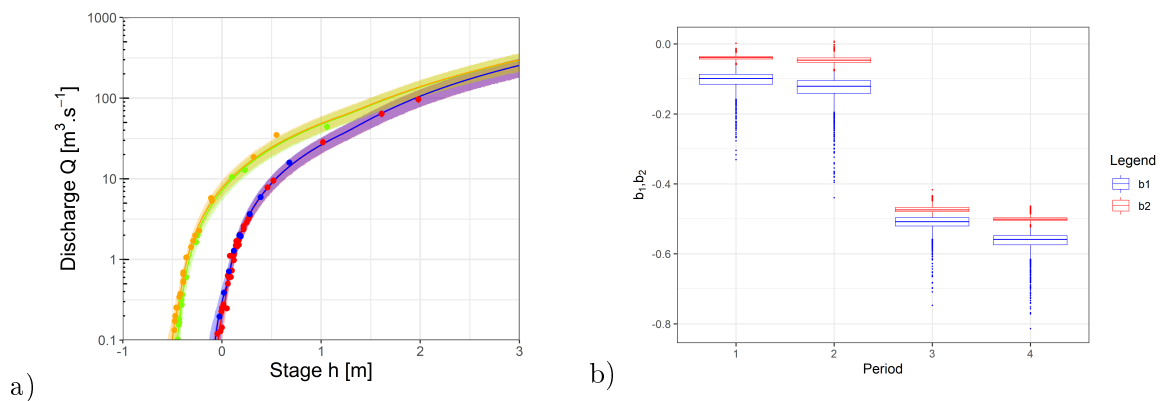 1000
100
10
1
0.1
Discharge Q [m³.s⁻¹]
-1 0 1 2 3
Stage h [m]
a)
0.0
-0.2
-0.4
-0.6
-0.8
b₁,b₂
1 2 3 4
Period
Legend
b1
b2
b)